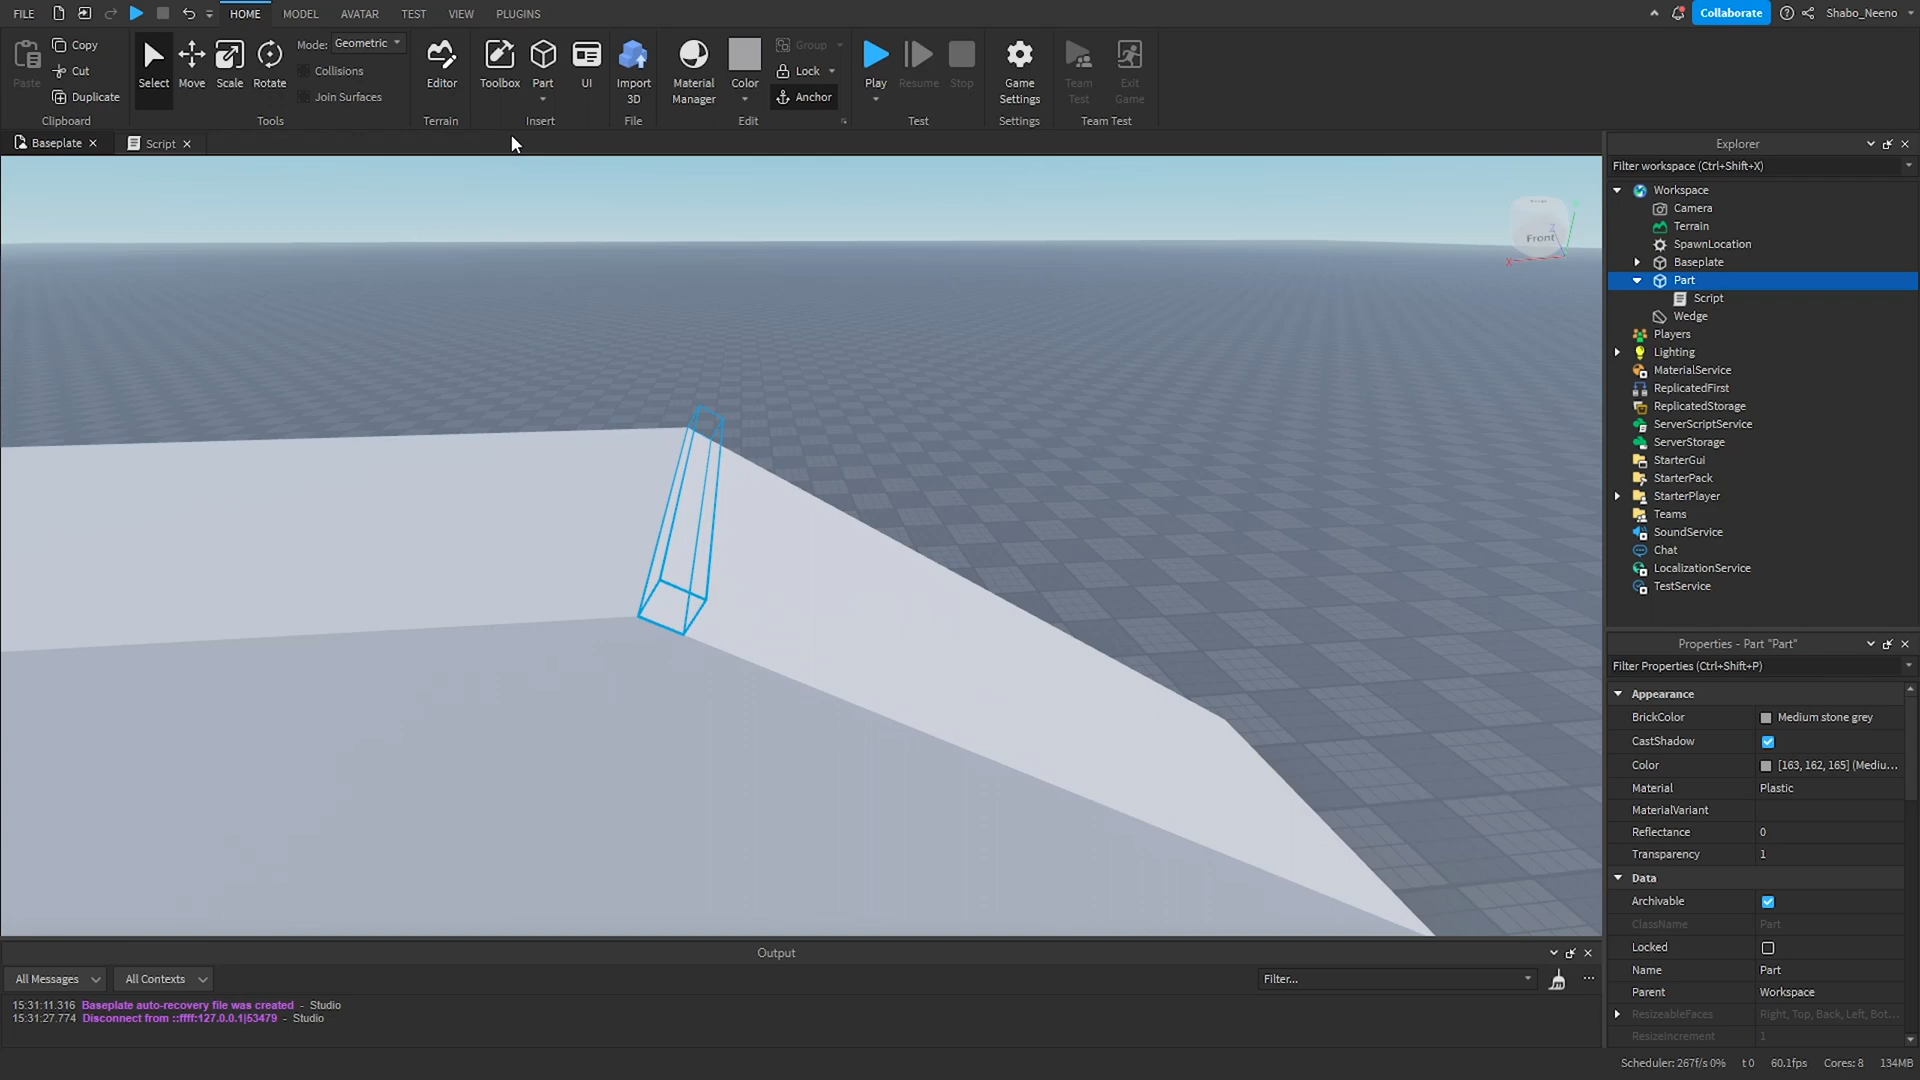 FILE HOME MODEL AVATAR TEST VIEW PLUGINS Collaborate Shabo_Neeno
Paste Copy Cut Duplicate
Clipboard
Select Move Scale Rotate
Mode: Geometric
Collisions
Join Surfaces
Tools
Editor
Terrain
Toolbox Part UI
Insert
Import 3D
File
Material Manager Color
Group
Lock
Anchor
Edit
Play Resume Stop
Test
Game Settings
Settings
Team Test Exit Game
Team Test
Baseplate Script
Front
X
Z
Explorer
Filter workspace (Ctrl+Shift+X)
Workspace
Camera
Terrain
SpawnLocation
Baseplate
Part
Script
Wedge
Players
Lighting
MaterialService
ReplicatedFirst
ReplicatedStorage
ServerScriptService
ServerStorage
StarterGui
StarterPack
StarterPlayer
Teams
SoundService
Chat
LocalizationService
TestService
Properties - Part "Part"
Filter Properties (Ctrl+Shift+P)
Appearance
BrickColor Medium stone grey
CastShadow
Color [163, 162, 165] (Mediu...
Material Plastic
MaterialVariant
Reflectance 0
Transparency 1
Data
Archivable
ClassName Part
Locked
Name Part
Parent Workspace
ResizeableFaces Right, Top, Back, Left, Bot...
ResizeIncrement 1
Output
All Messages All Contexts Filter...
15:31:11.316 Baseplate auto-recovery file was created - Studio
15:31:27.774 Disconnect from ::ffff:127.0.0.1|53479 - Studio
Scheduler: 267f/s 0% t 0 60.1fps Cores: 8 134MB